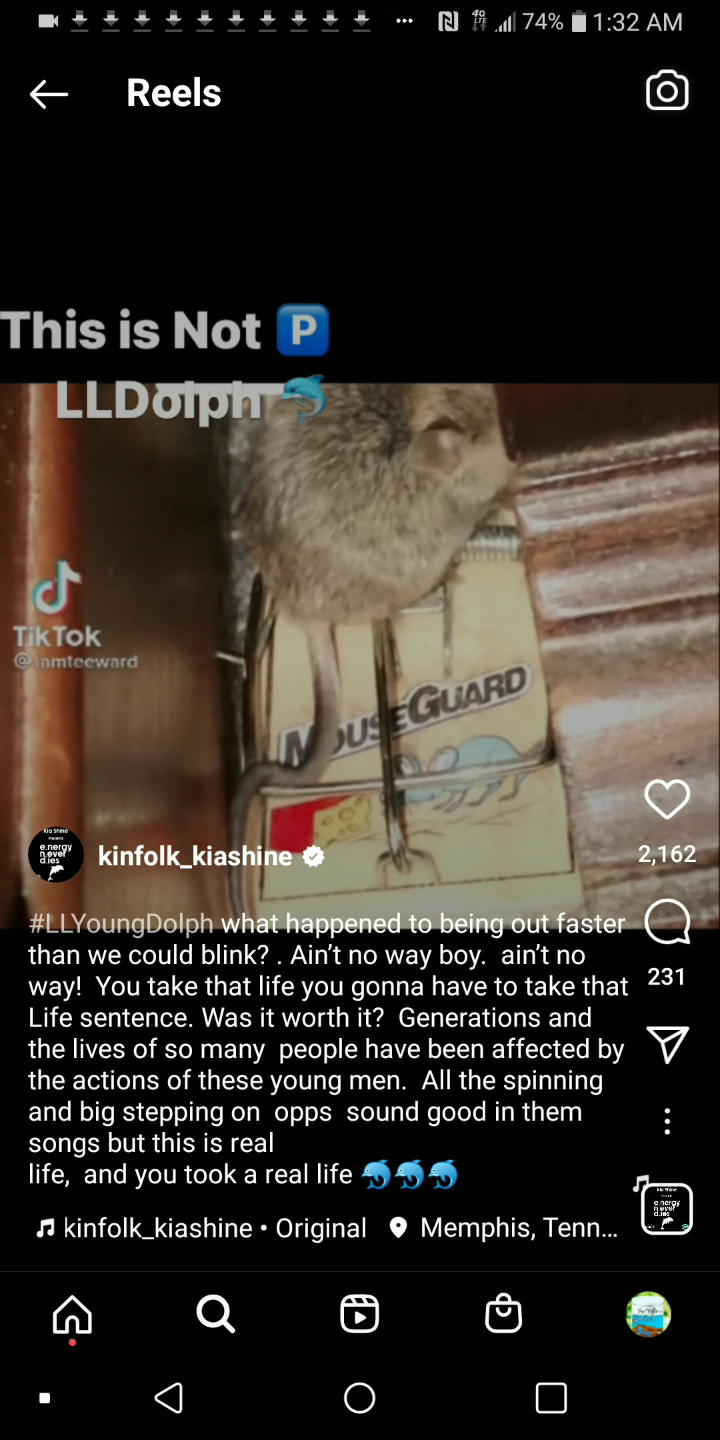 74% 1:32 AM
Reels
This is Not 🅿️
LLDolph 🐬
TikTok
@iamteeward
MOUSEGUARD
kinfolk_kiashine
2,162
#LLYoungDolph what happened to being out faster
than we could blink? . Ain’t no way boy.  ain’t no
way!  You take that life you gonna have to take that
Life sentence. Was it worth it?  Generations and
the lives of so many  people have been affected by
the actions of these young men.  All the spinning
and big stepping on  opps  sound good in them
songs but this is real
life,  and you took a real life 🐬🐬🐬
231
kinfolk_kiashine • Original
Memphis, Tenn...